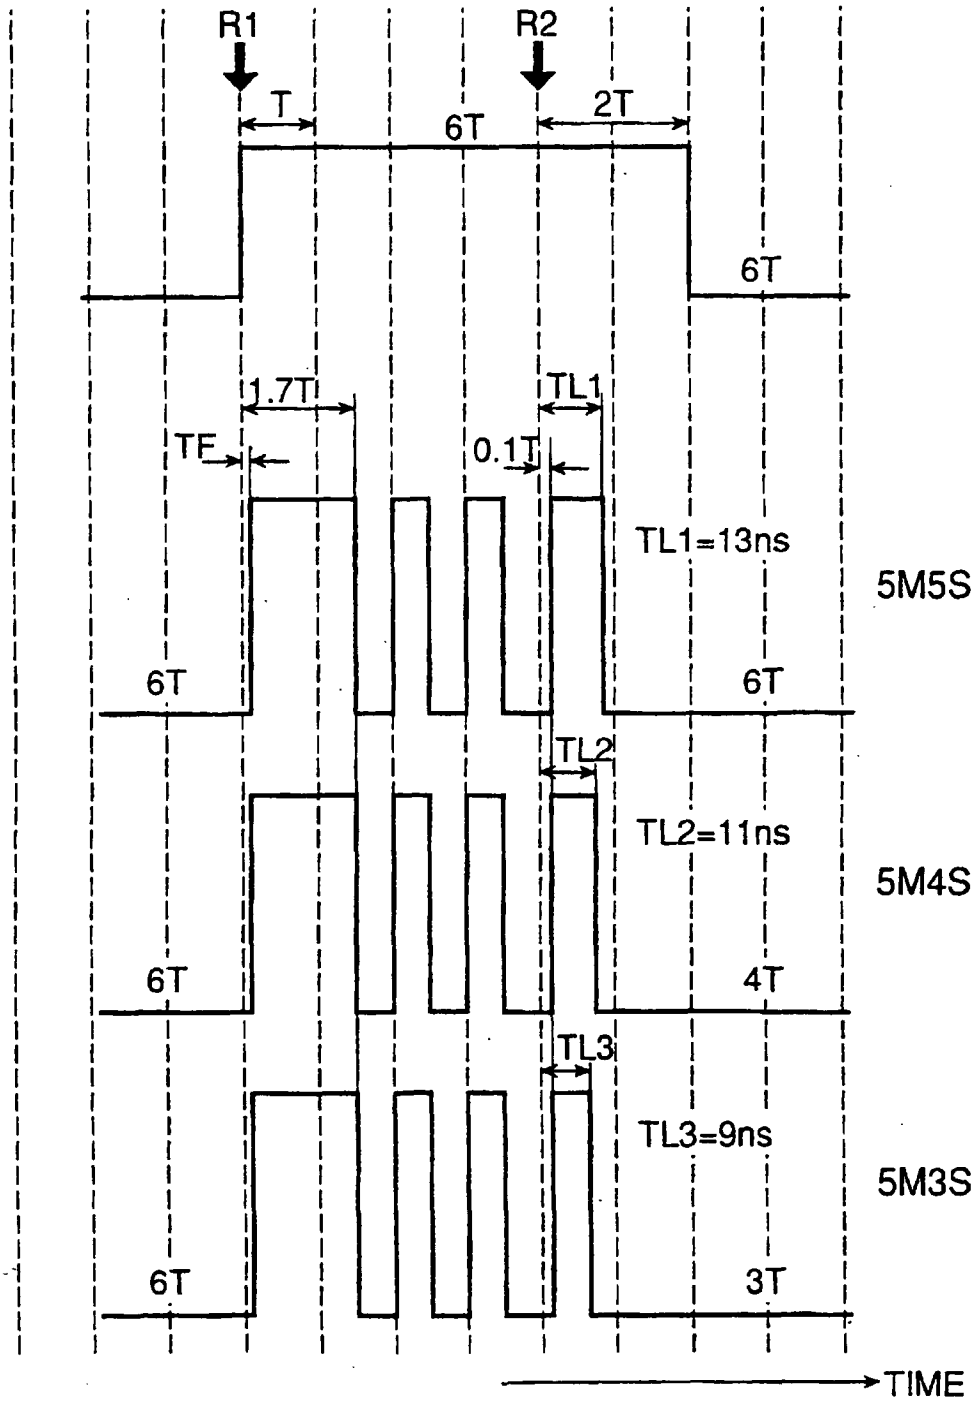 R1 R2
T 2T
6T
6T
1.7T TL1
TF 0.1T
TL1=13ns
5M5S
6T 6T
TL2
TL2=11ns
5M4S
6T 4T
TL3
TL3=9ns
5M3S
6T 3T
TIME